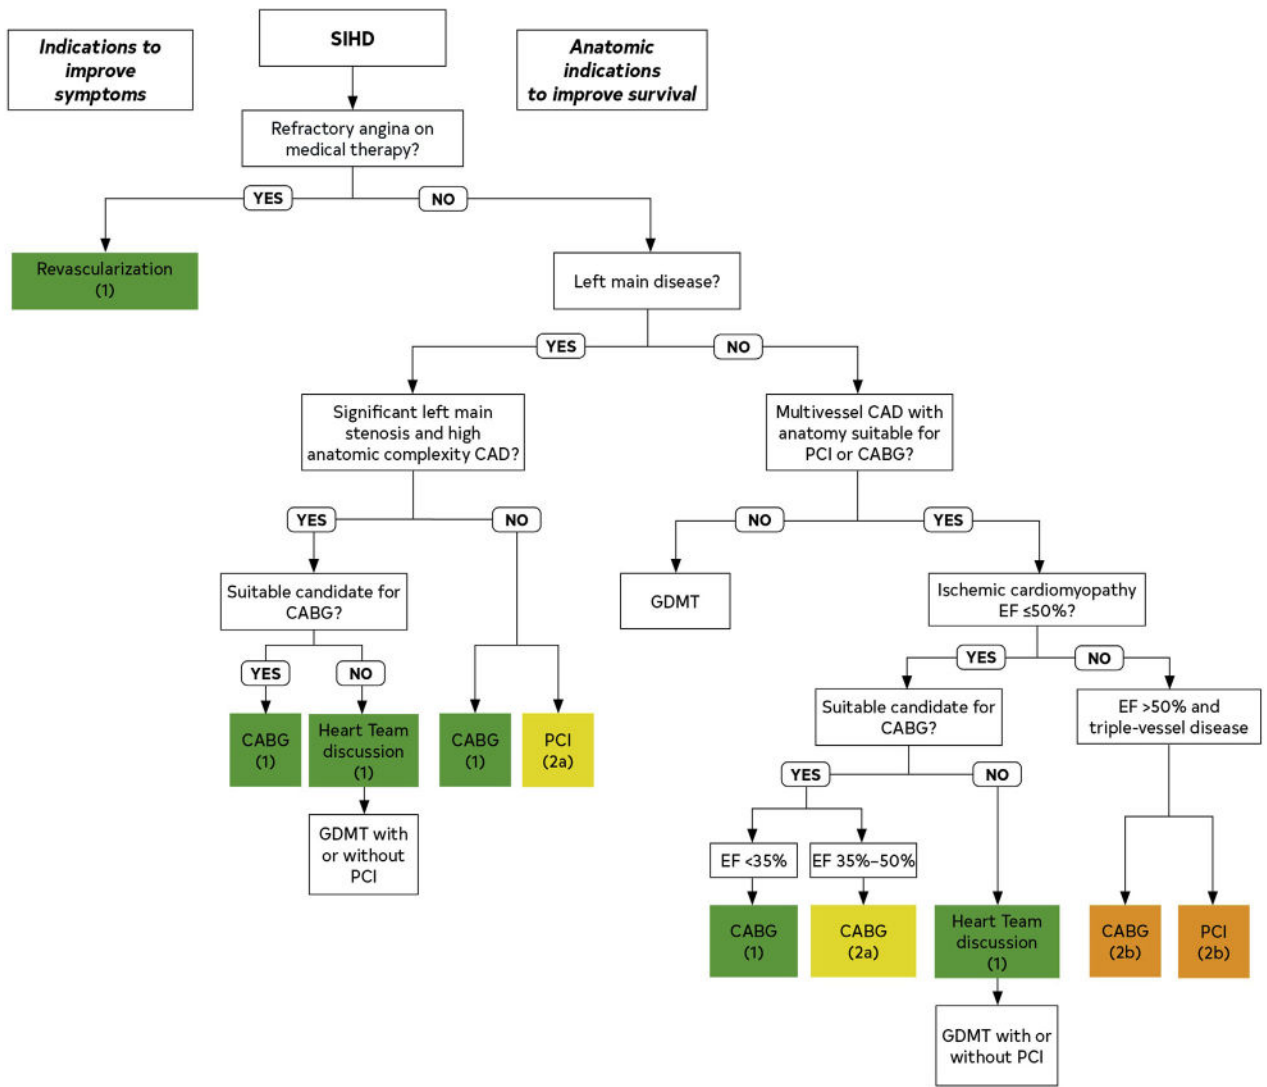 Indications to
improve
symptoms
SIHD
Anatomic
indications
to improve survival
Refractory angina on
medical therapy?
YES
NO
Revascularization
(1)
Left main disease?
YES
NO
Significant left main
stenosis and high
anatomic complexity CAD?
Multivessel CAD with
anatomy suitable for
PCI or CABG?
YES
NO
NO
YES
Suitable candidate for
CABG?
GDMT
Ischemic cardiomyopathy
EF ≤50%?
YES
NO
YES
NO
CABG
(1)
Heart Team
discussion
(1)
CABG
(1)
PCI
(2a)
Suitable candidate for
CABG?
EF >50% and
triple-vessel disease
GDMT with
or without
PCI
YES
NO
EF <35%
EF 35%–50%
CABG
(1)
CABG
(2a)
Heart Team
discussion
(1)
CABG
(2b)
PCI
(2b)
GDMT with or
without PCI